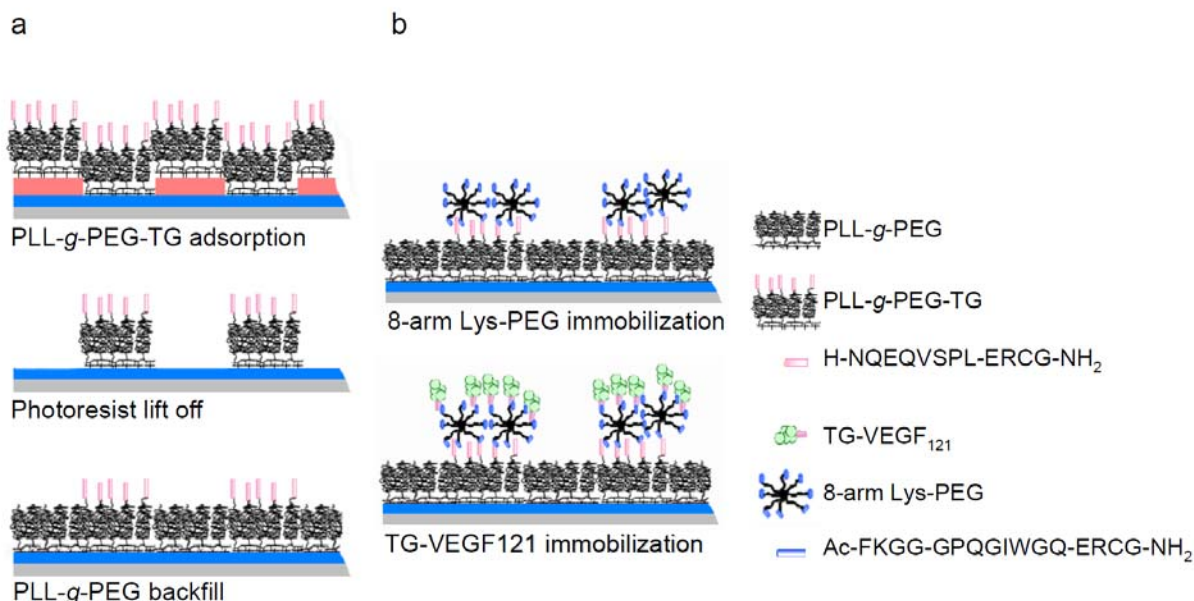 a
PLL-g-PEG-TG adsorption
Photoresist lift off
PLL-g-PEG backfill
b
8-arm Lys-PEG immobilization
TG-VEGF121 immobilization
PLL-g-PEG
PLL-g-PEG-TG
H-NQEQVSPL-ERCG-NH₂
TG-VEGF₁₂₁
8-arm Lys-PEG
Ac-FKGG-GPQGIWGQ-ERCG-NH₂